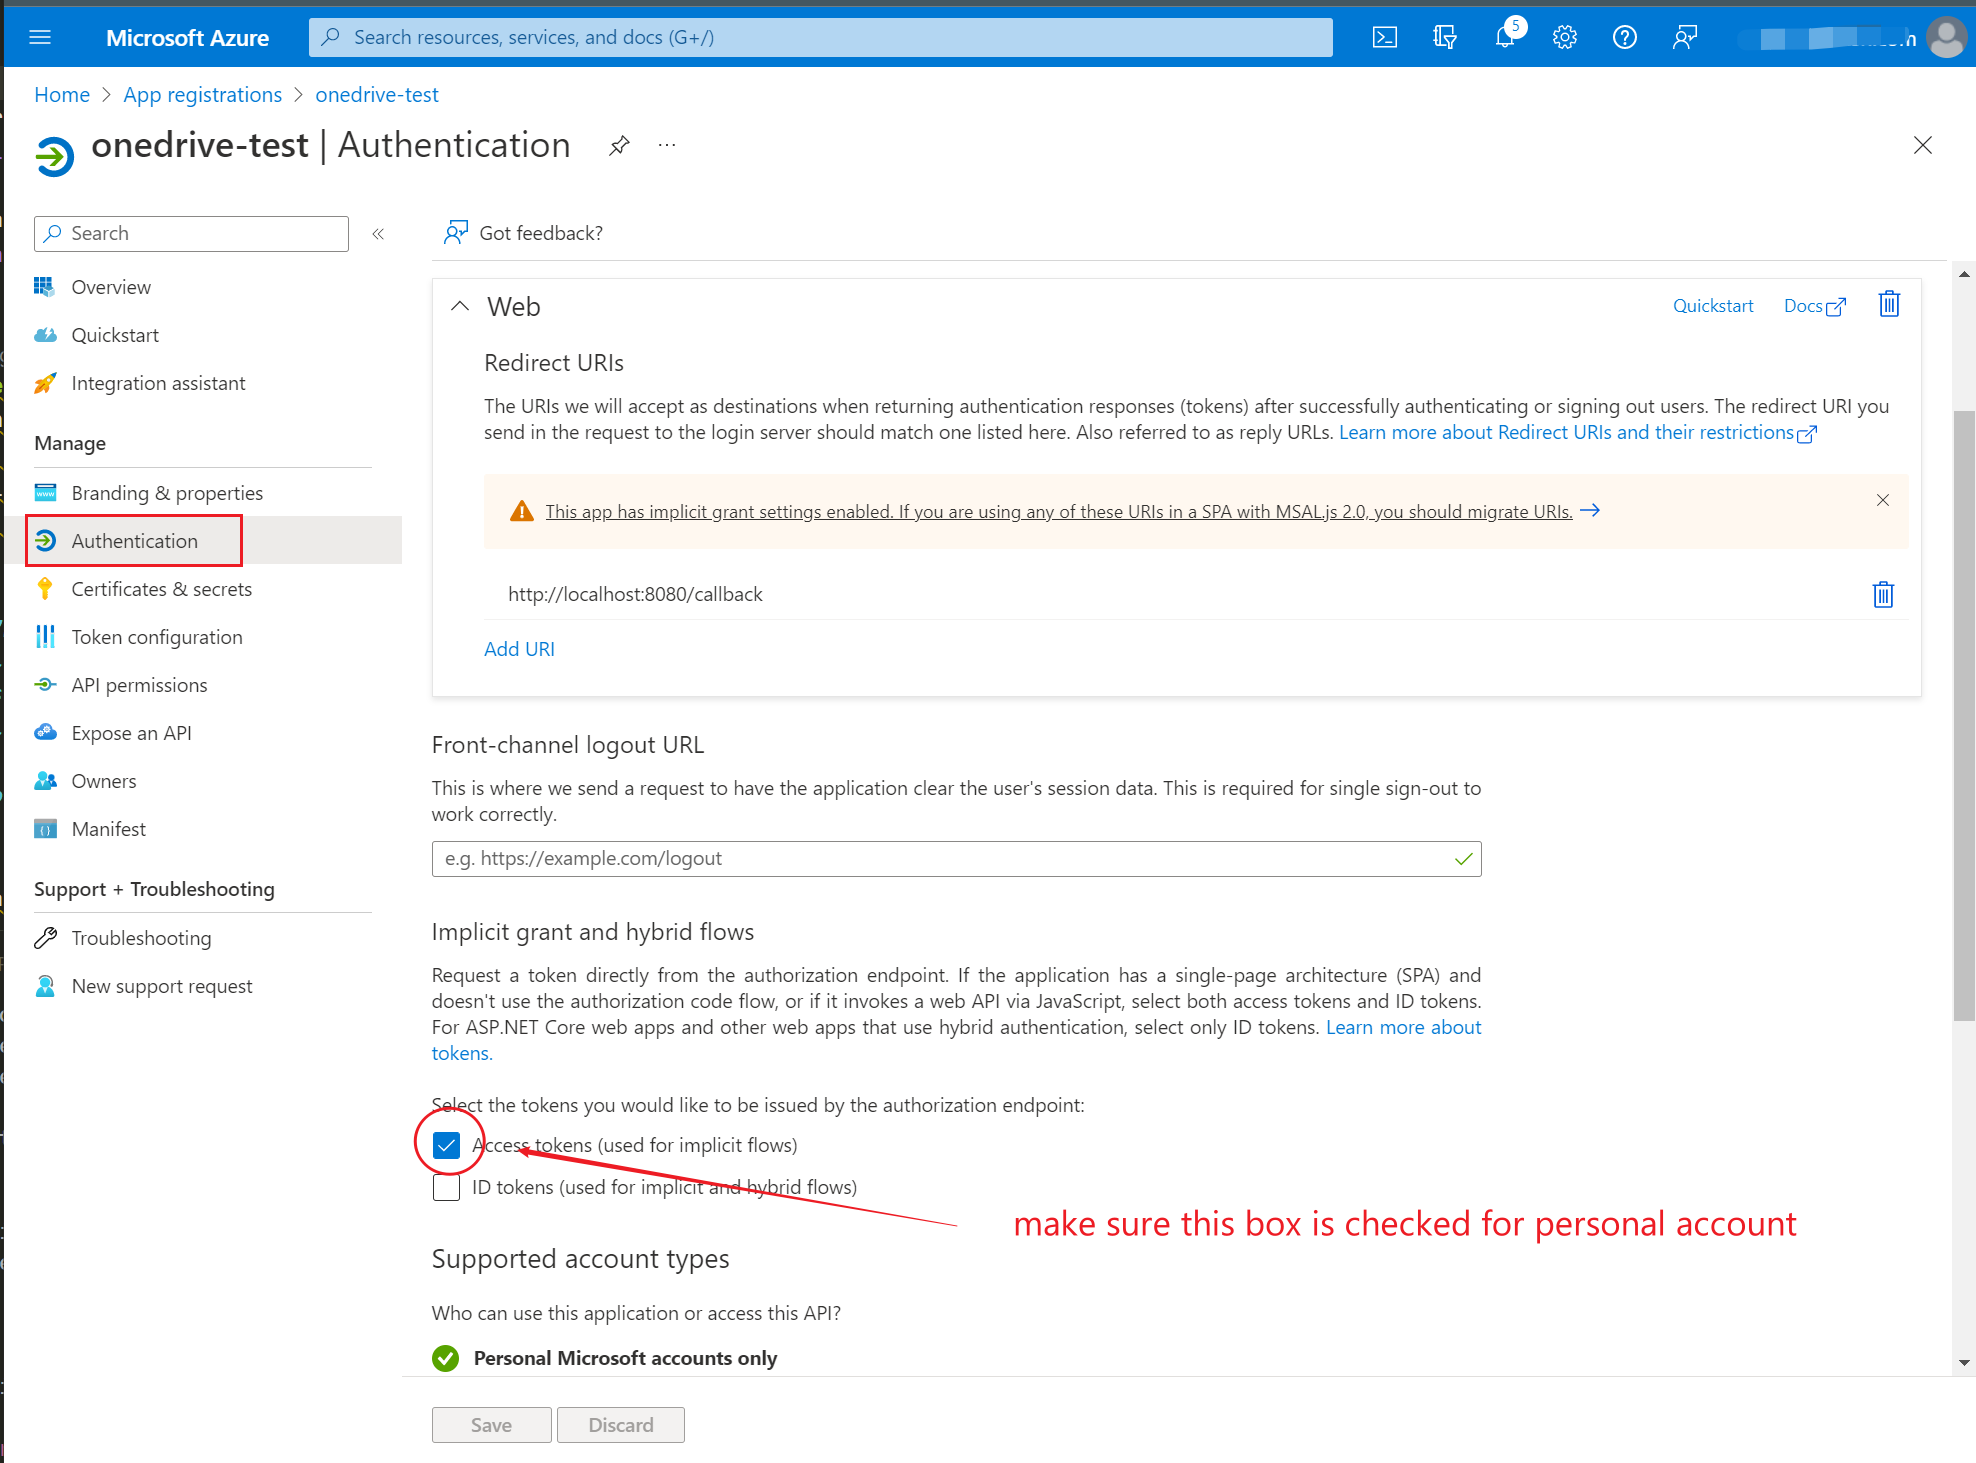 Microsoft Azure
Search resources, services, and docs (G+/)
5
Home > App registrations > onedrive-test
onedrive-test | Authentication
...
Search
«
Overview
Quickstart
Integration assistant
Manage
Branding & properties
Authentication
Certificates & secrets
Token configuration
API permissions
Expose an API
Owners
Manifest
Support + Troubleshooting
Troubleshooting
New support request
Got feedback?
Web
Quickstart
Docs
Redirect URIs
The URIs we will accept as destinations when returning authentication responses (tokens) after successfully authenticating or signing out users. The redirect URI you
send in the request to the login server should match one listed here. Also referred to as reply URLs. Learn more about Redirect URIs and their restrictions
This app has implicit grant settings enabled. If you are using any of these URIs in a SPA with MSAL.js 2.0, you should migrate URIs.
http://localhost:8080/callback
Add URI
Front-channel logout URL
This is where we send a request to have the application clear the user's session data. This is required for single sign-out to
work correctly.
e.g. https://example.com/logout
Implicit grant and hybrid flows
Request a token directly from the authorization endpoint. If the application has a single-page architecture (SPA) and
doesn't use the authorization code flow, or if it invokes a web API via JavaScript, select both access tokens and ID tokens.
For ASP.NET Core web apps and other web apps that use hybrid authentication, select only ID tokens. Learn more about
tokens.
Select the tokens you would like to be issued by the authorization endpoint:
Access tokens (used for implicit flows)
ID tokens (used for implicit and hybrid flows)
make sure this box is checked for personal account
Supported account types
Who can use this application or access this API?
Personal Microsoft accounts only
Save
Discard